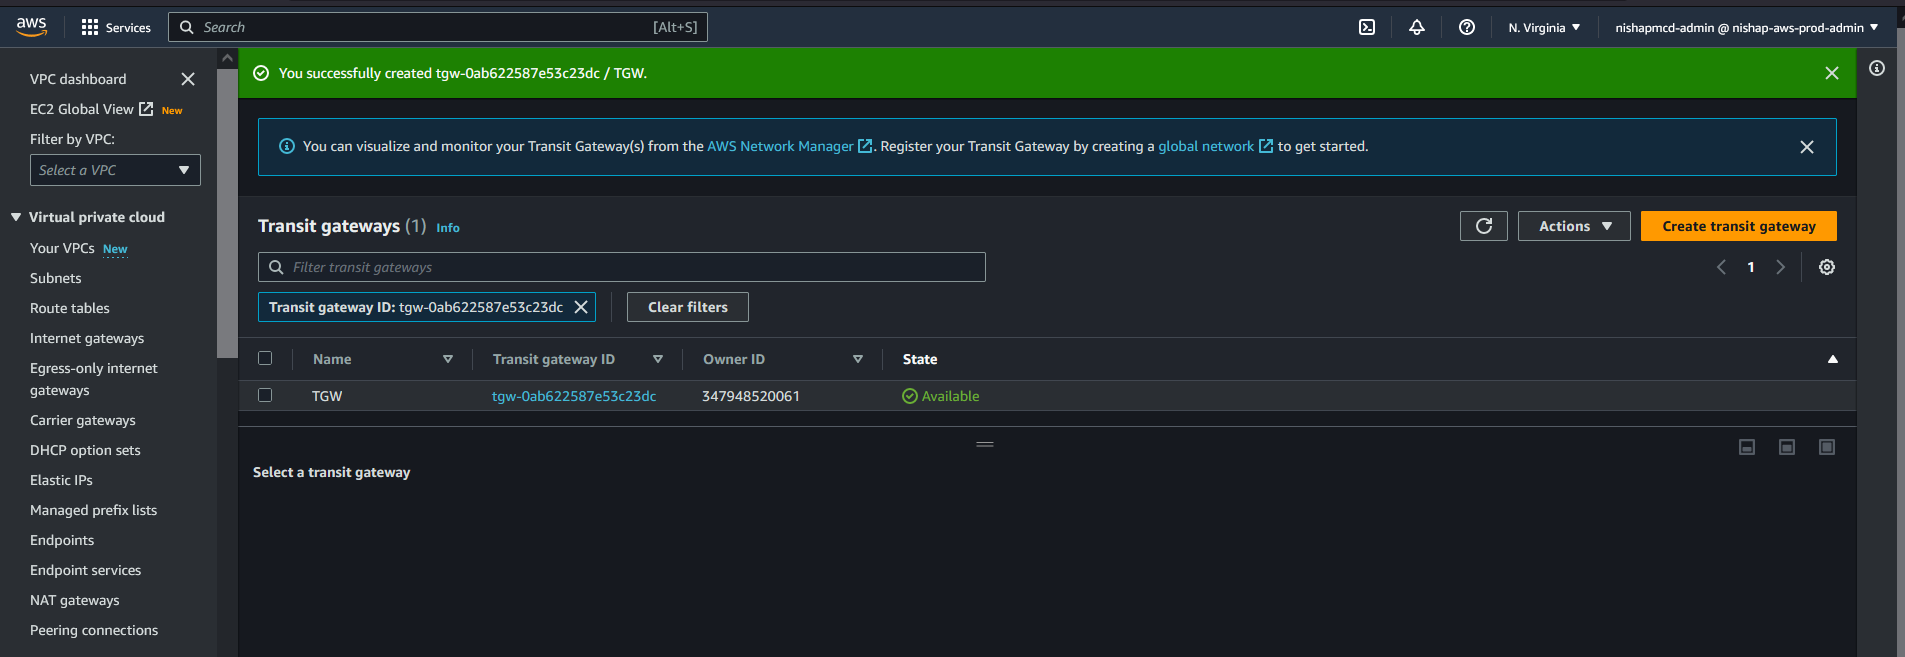 aws
Services
Search
[Alt+S]
N. Virginia
nishapmcd-admin @ nishap-aws-prod-admin
VPC dashboard
EC2 Global View New
Filter by VPC:
Select a VPC
Virtual private cloud
Your VPCs New
Subnets
Route tables
Internet gateways
Egress-only internet
gateways
Carrier gateways
DHCP option sets
Elastic IPs
Managed prefix lists
Endpoints
Endpoint services
NAT gateways
Peering connections
You successfully created tgw-0ab622587e53c23dc / TGW.
You can visualize and monitor your Transit Gateway(s) from the AWS Network Manager. Register your Transit Gateway by creating a global network to get started.
Transit gateways (1) Info
Actions
Create transit gateway
Filter transit gateways
1
Transit gateway ID: tgw-0ab622587e53c23dc
Clear filters
Name Transit gateway ID Owner ID State
TGW tgw-0ab622587e53c23dc 347948520061 Available
Select a transit gateway